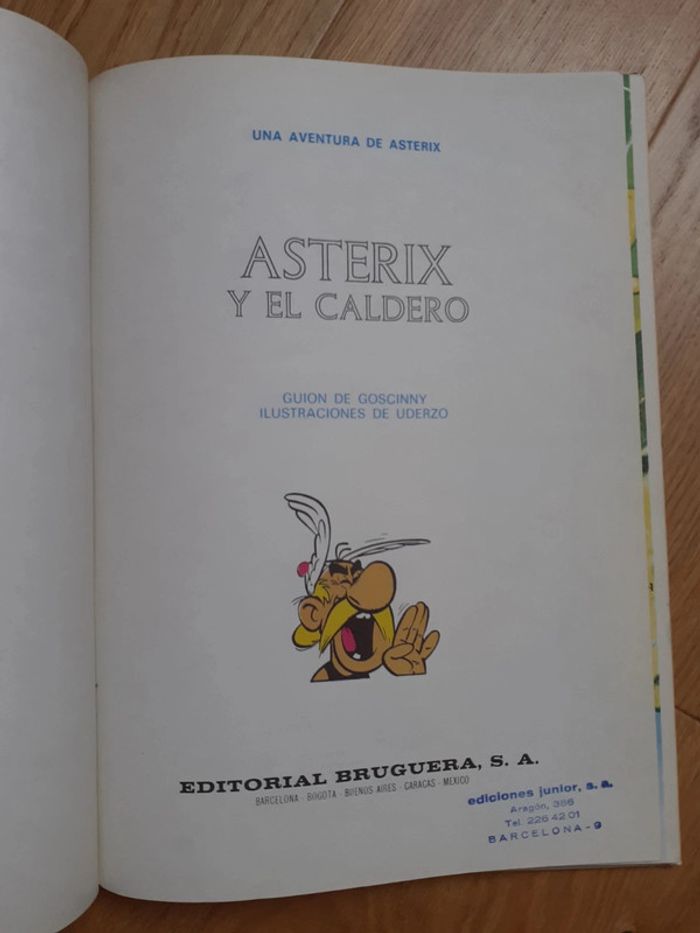 UNA AVENTURA DE ASTERIX
ASTERIX
Y EL CALDERO
GUION DE GOSCINNY
ILUSTRACIONES DE UDERZO
EDITORIAL BRUGUERA, S. A.
BARCELONA - BOGOTA - BUENOS AIRES - CARACAS - MEXICO
ediciones junior, s. a.
Aragón, 386
Tel. 226 42 01
BARCELONA - 9